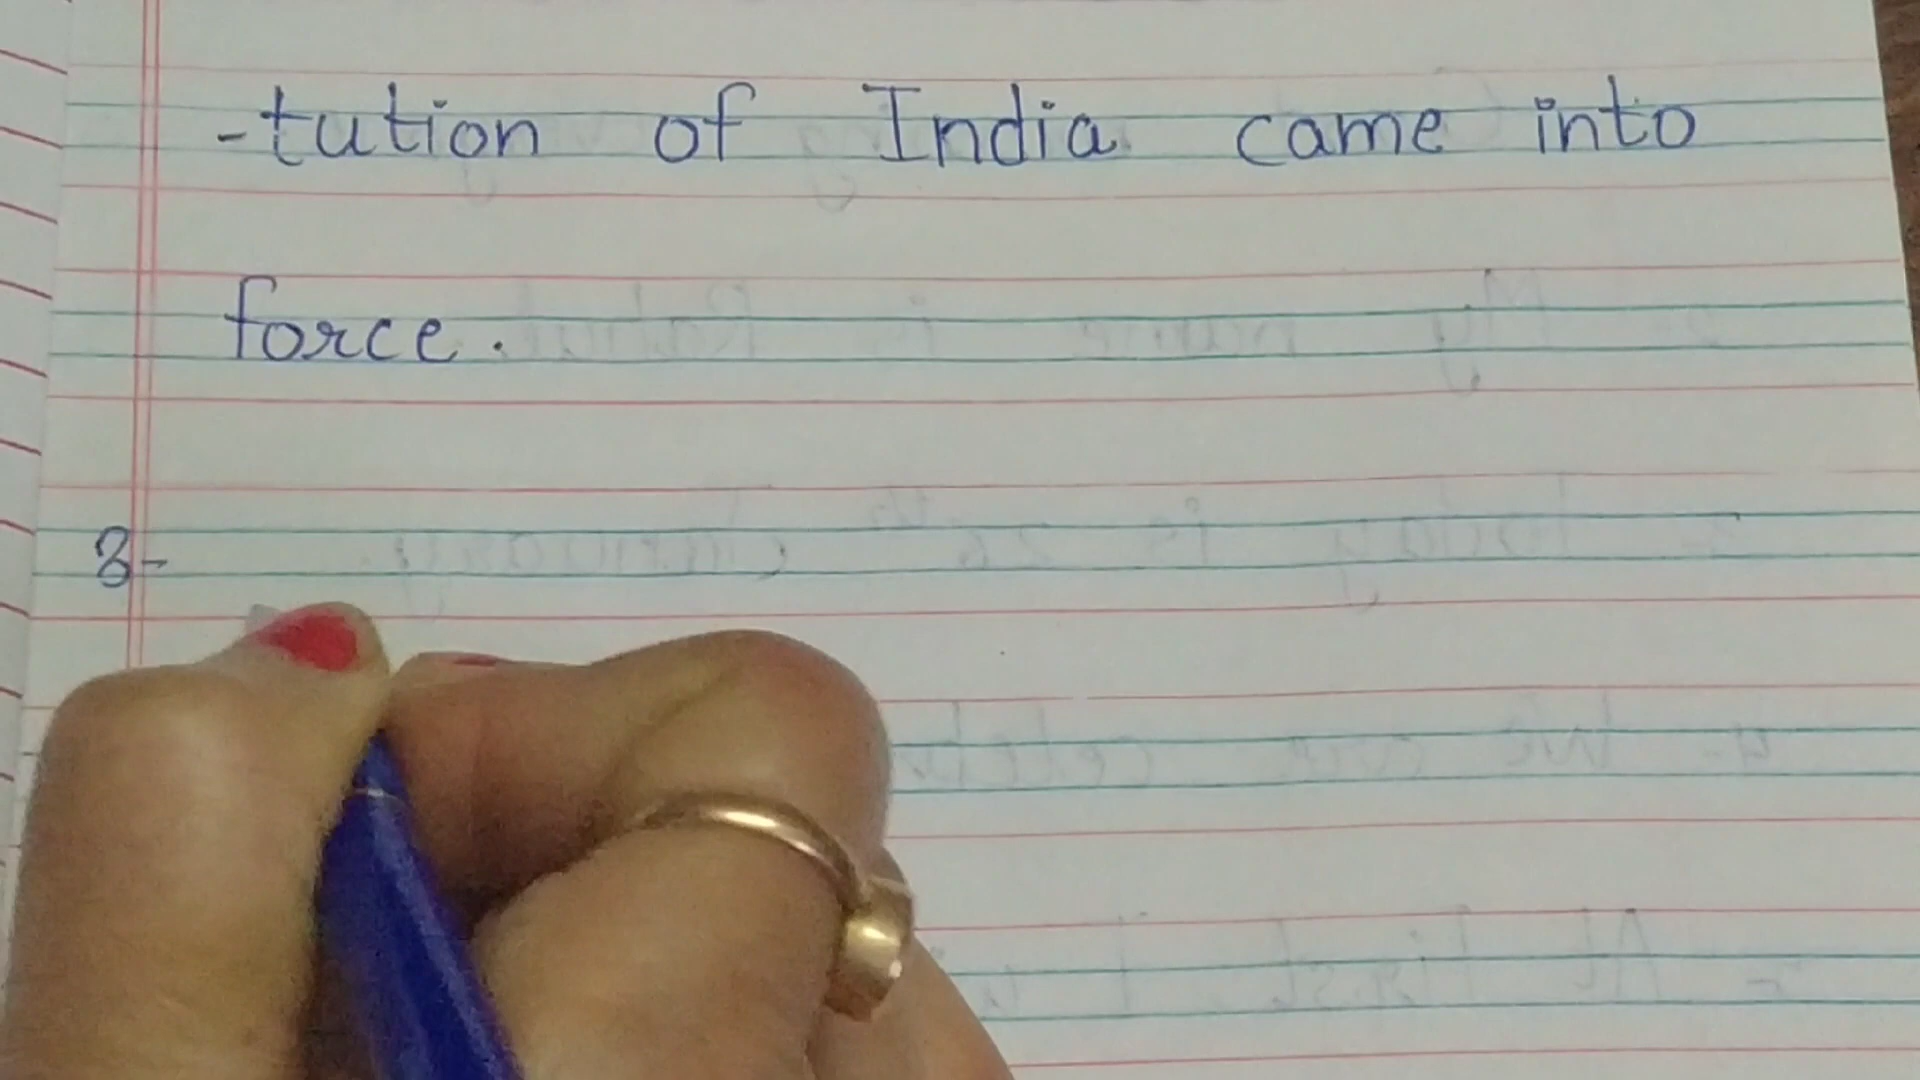 -tution of India came into
force.
8-